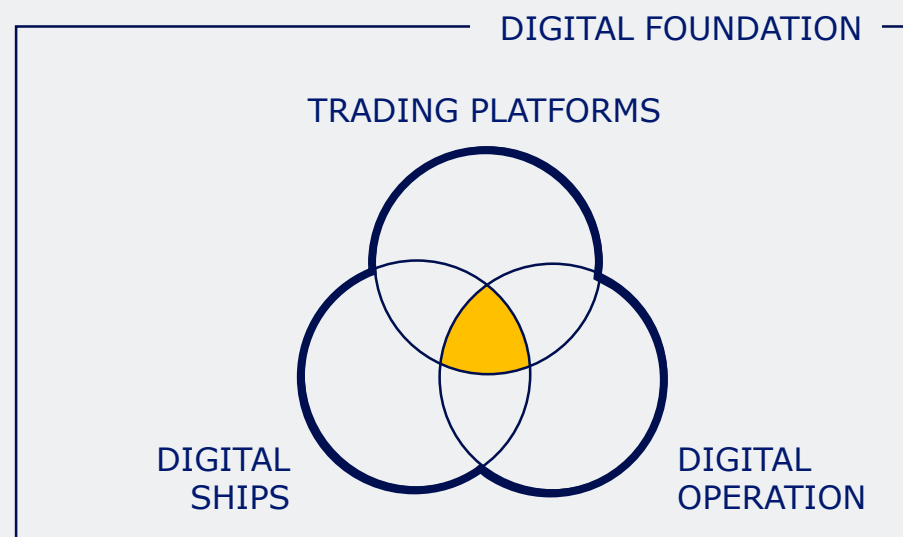 DIGITAL FOUNDATION
TRADING PLATFORMS
DIGITAL
SHIPS
DIGITAL
OPERATION